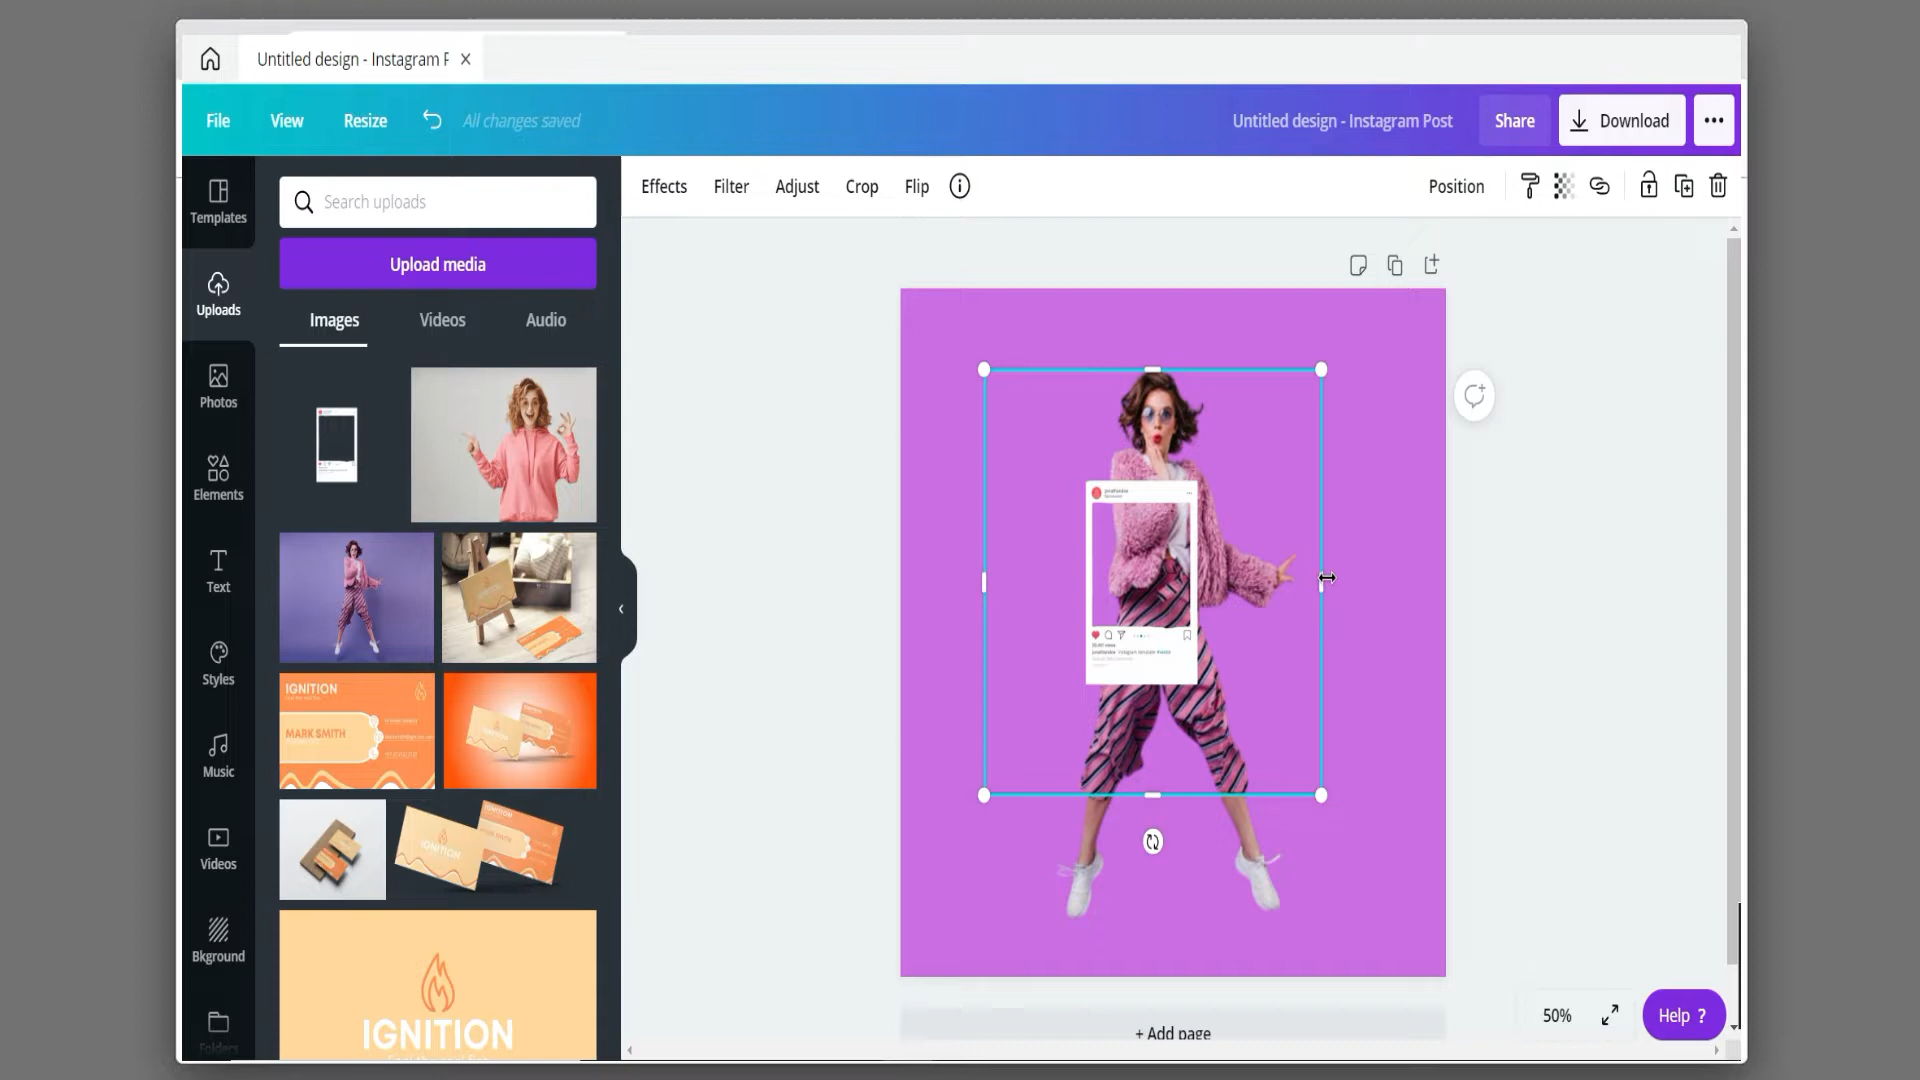 Untitled design - Instagram F
File View Resize All changes saved
Untitled design - Instagram Post Share Download
Templates
Uploads
Photos
Elements
Text
Styles
Music
Videos
Bkground
Folders
Search uploads
Upload media
Images Videos Audio
IGNITION
MARK SMITH
IGNITION
IGNITION
Effects Filter Adjust Crop Flip
Position
+ Add page
50%
Help ?